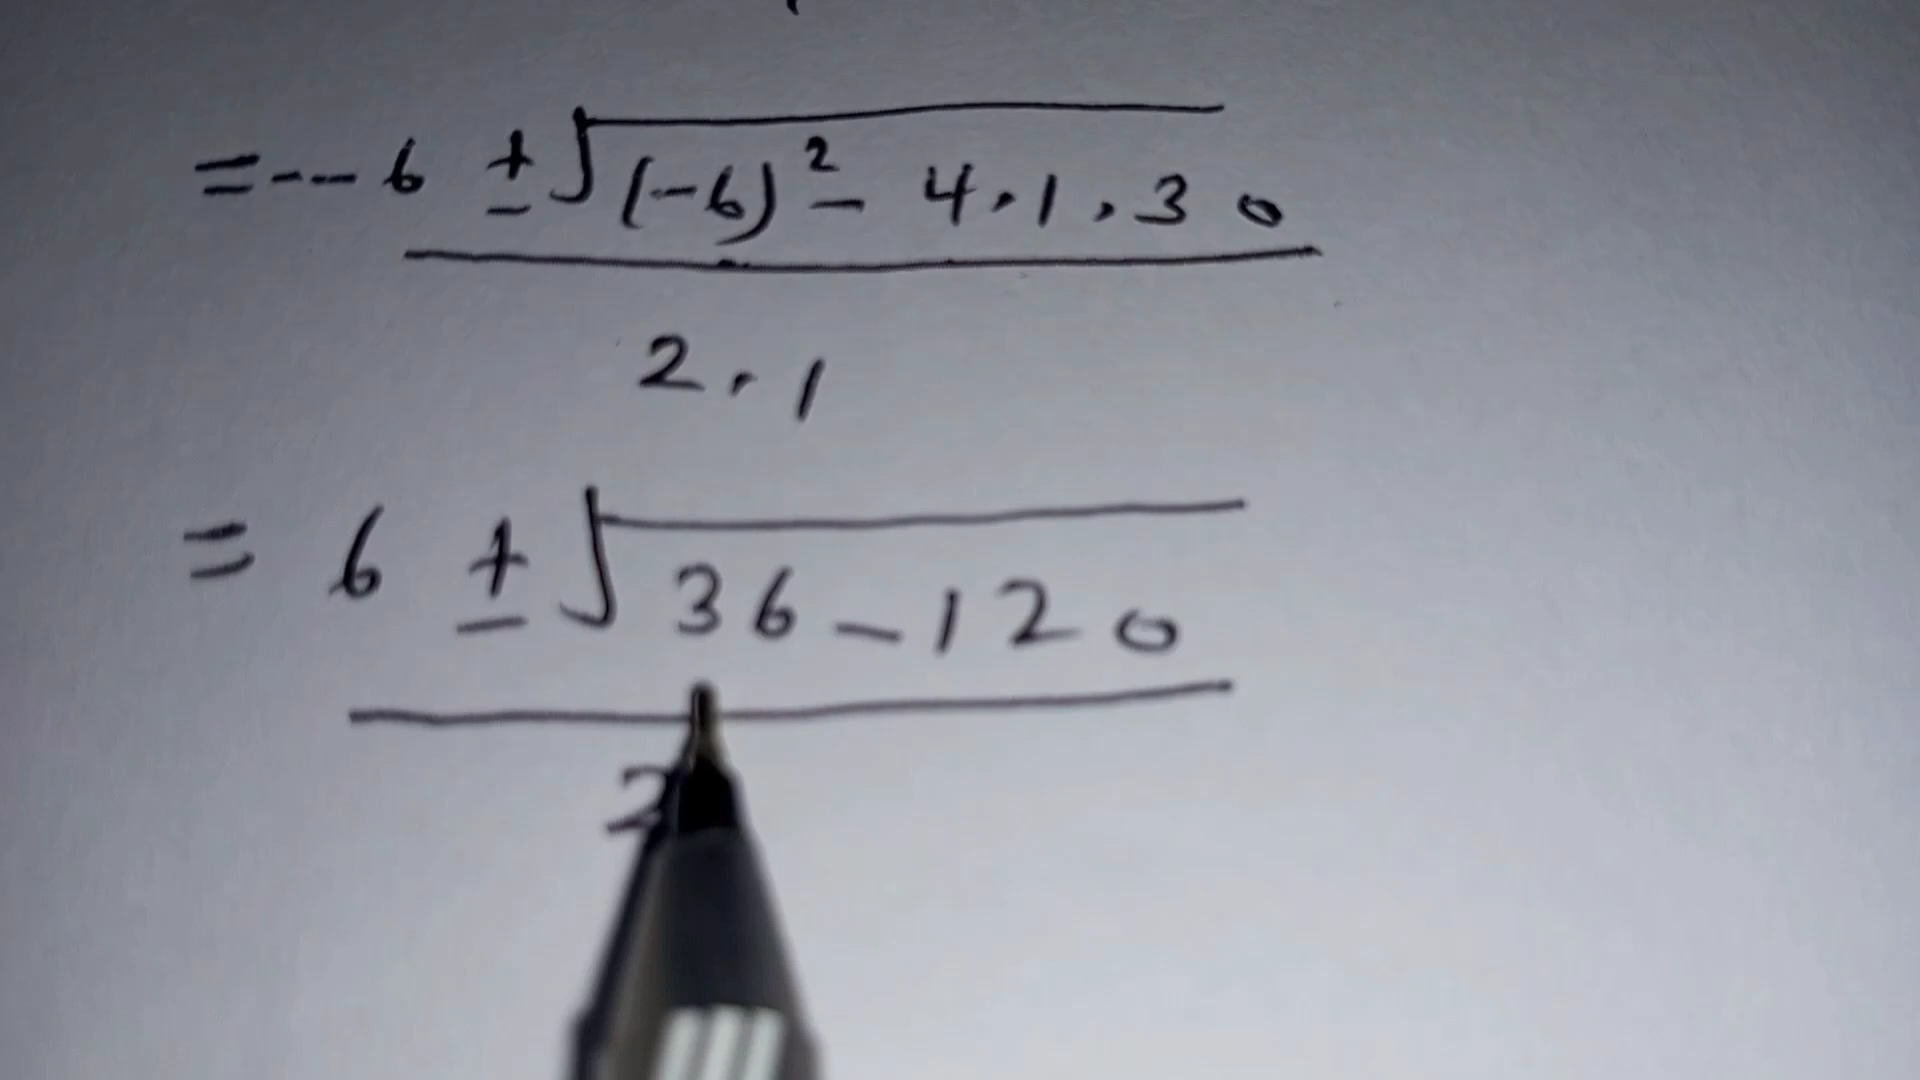 = - - 6 ± √(-6)² - 4.1.30
2.1
= 6 ± √36 - 120
2